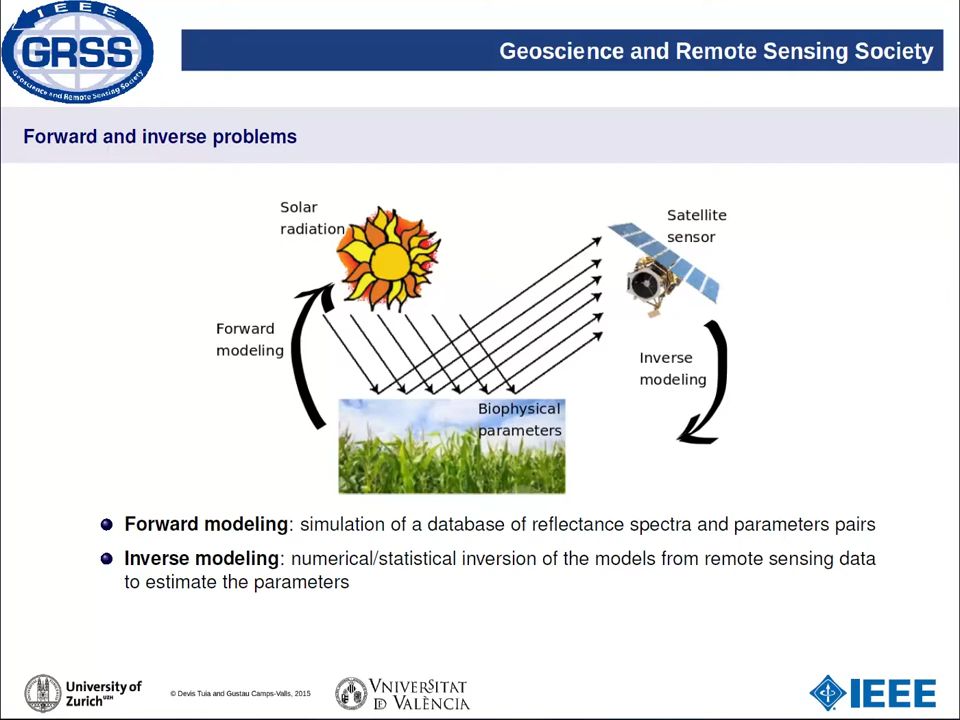 IEEE
GRSS
Geoscience and Remote Sensing Society
Geoscience and Remote Sensing Society
Forward and inverse problems
Solar
radiation
Satellite
sensor
Forward
modeling
Inverse
modeling
Biophysical
parameters
Forward modeling: simulation of a database of reflectance spectra and parameters pairs
Inverse modeling: numerical/statistical inversion of the models from remote sensing data
to estimate the parameters
University of
Zurich UZH
© Devis Tuia and Gustau Camps-Valls, 2015
VNIVERSITAT
ID VALÈNCIA
IEEE